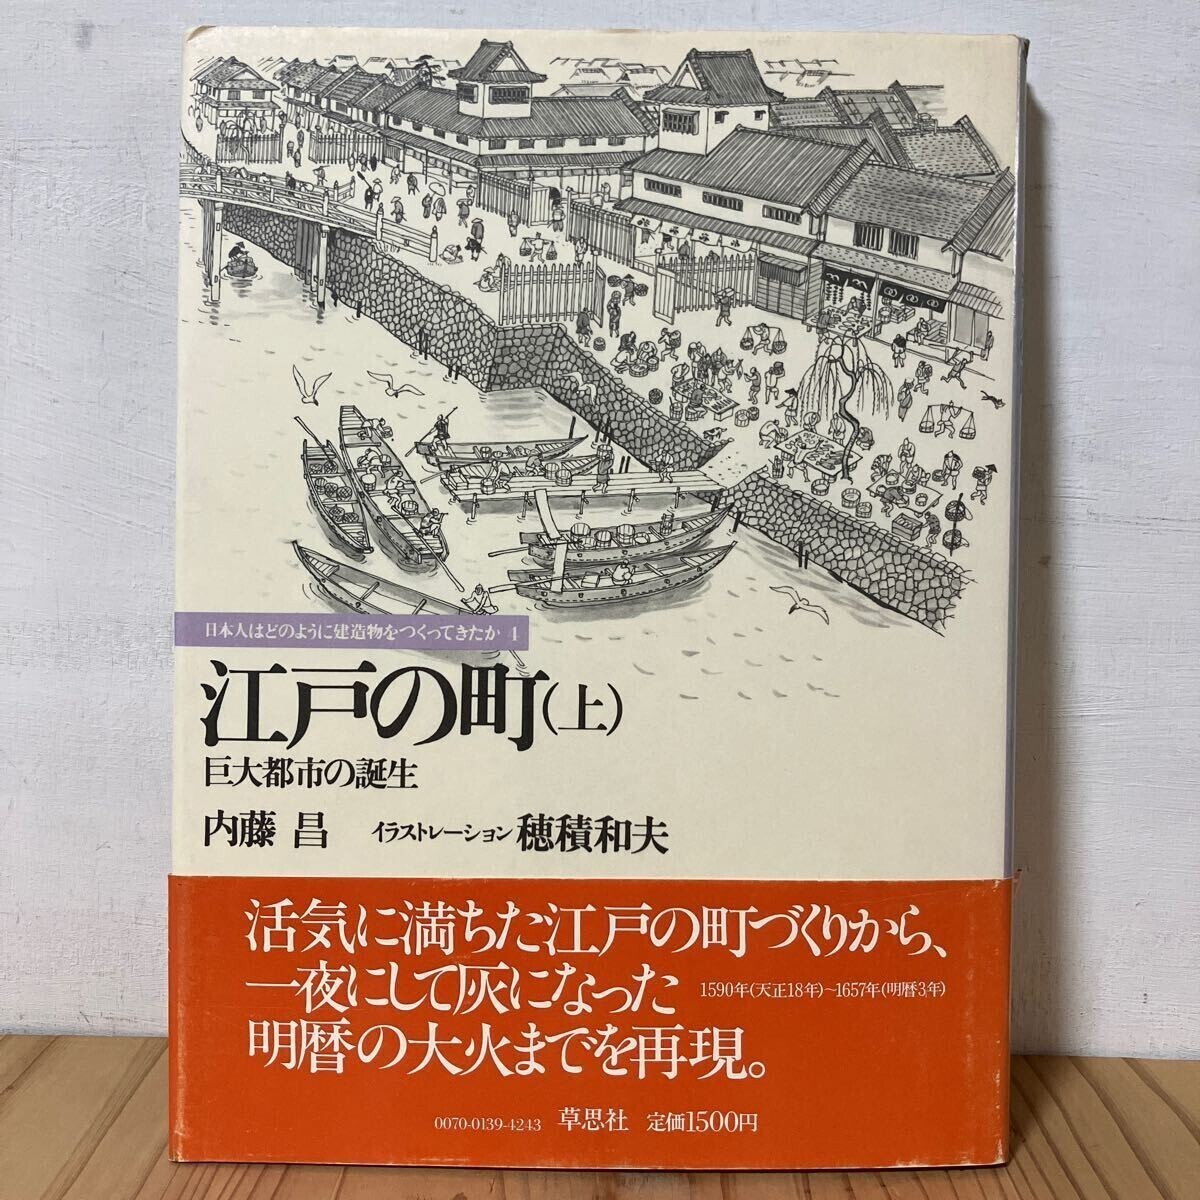 日本人はどのように建造物をつくってきたか 4
江戸の町(上)
巨大都市の誕生
内藤 昌 イラストレーション 穂積和夫
活気に満ちた江戸の町づくりから、
一夜にして灰になった 1590年(天正18年)~1657年(明暦3年)
明暦の大火までを再現。
0070-0139-4243 草思社 定価1500円